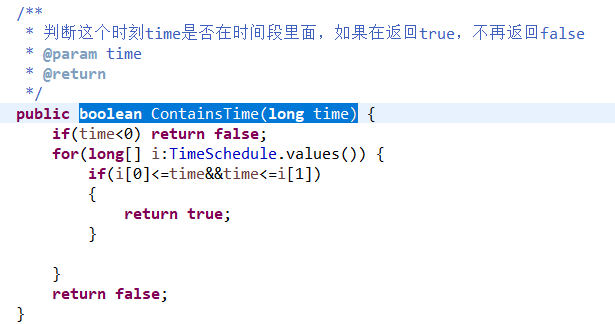 /**
 * 判断这个时刻time是否在时间段里面，如果在返回true，不再返回false
 * @param time
 * @return
 */
public boolean ContainsTime(long time) {
    if(time<0) return false;
    for(long[] i:TimeSchedule.values()) {
        if(i[0]<=time&&time<=i[1])
        {
            return true;
        }

    }
    return false;
}